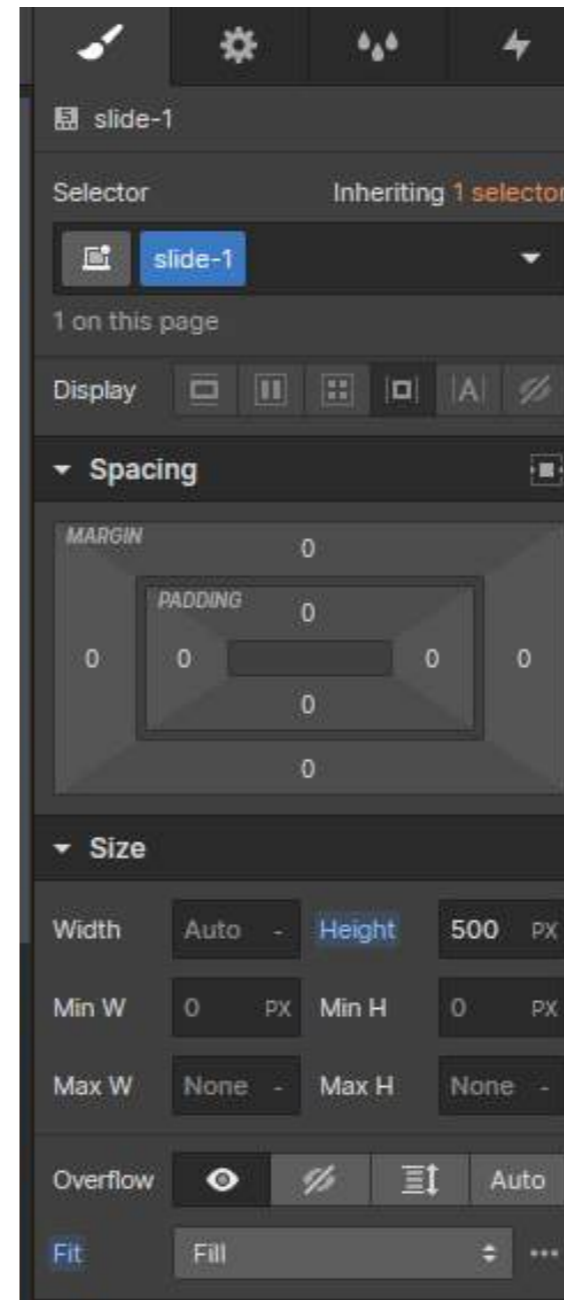 slide-1
Selector Inheriting 1 selector
slide-1
1 on this page
Display |A|
Spacing
MARGIN 0
PADDING 0
0 0 0 0
0
0
Size
Width Auto - Height 500 PX
Min W 0 PX Min H 0 PX
Max W None - Max H None -
Overflow Auto
Fit Fill